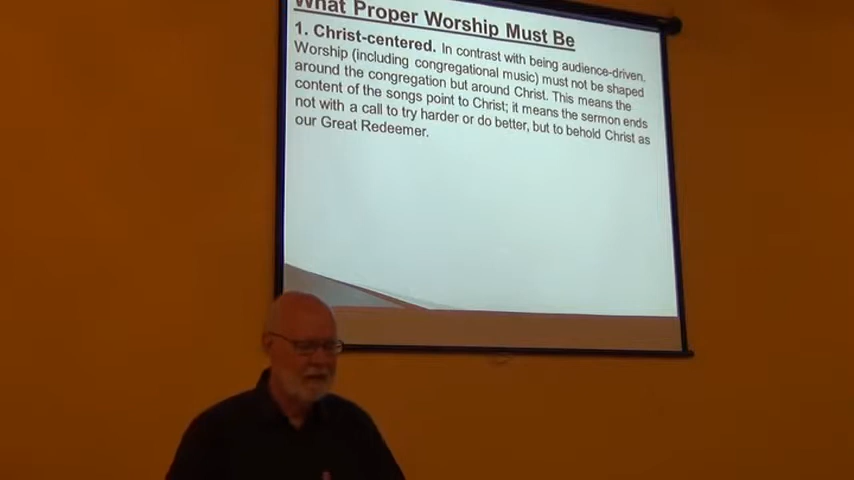 What Proper Worship Must Be
1. Christ-centered. In contrast with being audience-driven.
Worship (including congregational music) must not be shaped
around the congregation but around Christ. This means the
content of the songs point to Christ; it means the sermon ends
not with a call to try harder or do better, but to behold Christ as
our Great Redeemer.